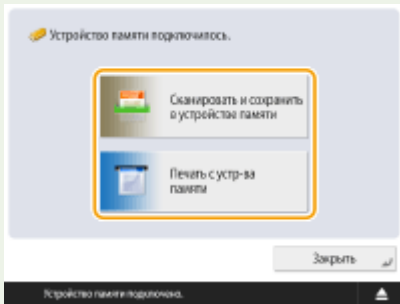 Устройство памяти подключилось.
Сканировать и сохранить
в устройстве памяти
Печать с устр-ва
памяти
Закрыть
Устройство памяти подключено.